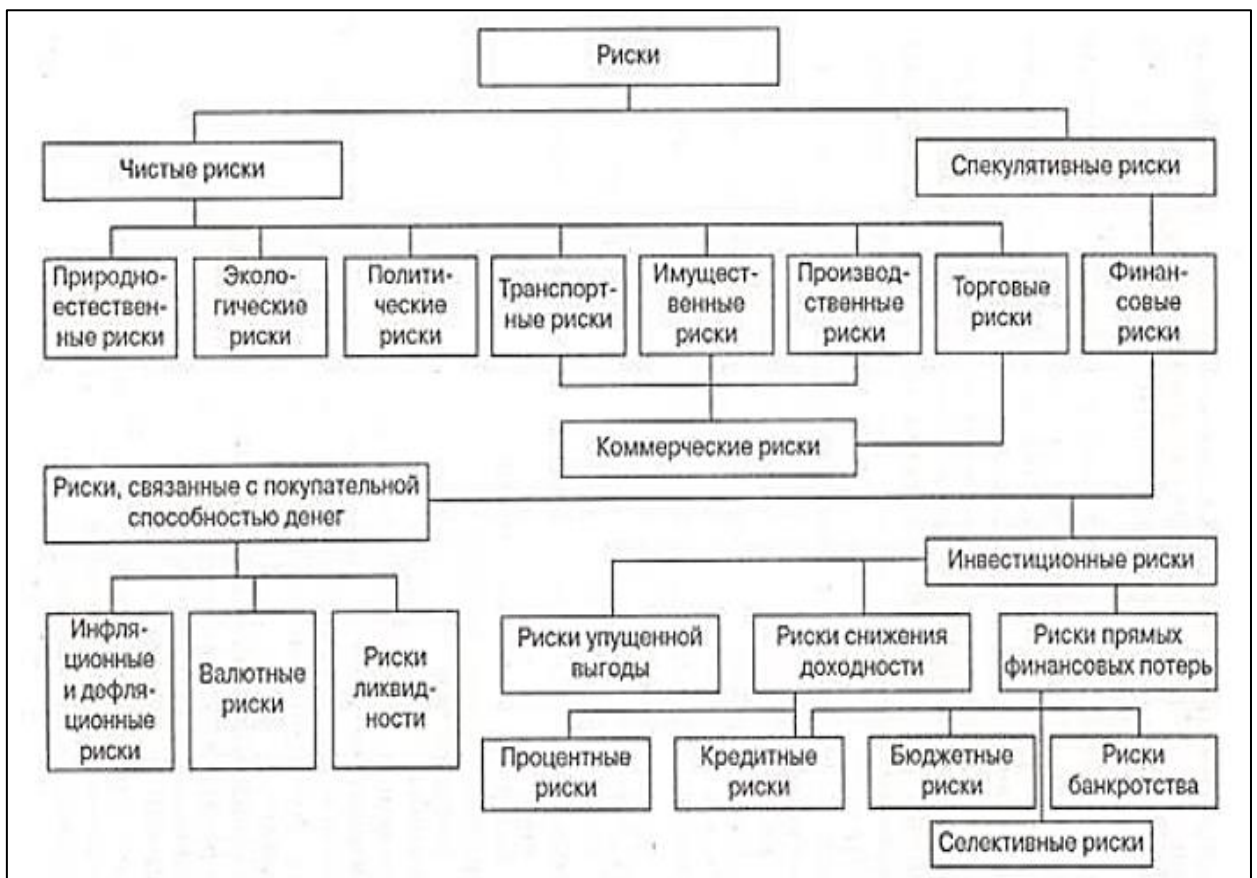 Риски
Чистые риски
Спекулятивные риски
Природно-
естествен-
ные риски
Эколо-
гические
риски
Полити-
ческие
риски
Транспорт-
ные риски
Имущест-
венные
риски
Производ-
ственные
риски
Торговые
риски
Финан-
совые
риски
Коммерческие риски
Риски, связанные с покупательной
способностью денег
Инвестиционные риски
Инфля-
ционные
и дефля-
ционные
риски
Валютные
риски
Риски
ликвид-
ности
Риски упущенной
выгоды
Риски снижения
доходности
Риски прямых
финансовых потерь
Процентные
риски
Кредитные
риски
Бюджетные
риски
Риски
банкротства
Селективные риски